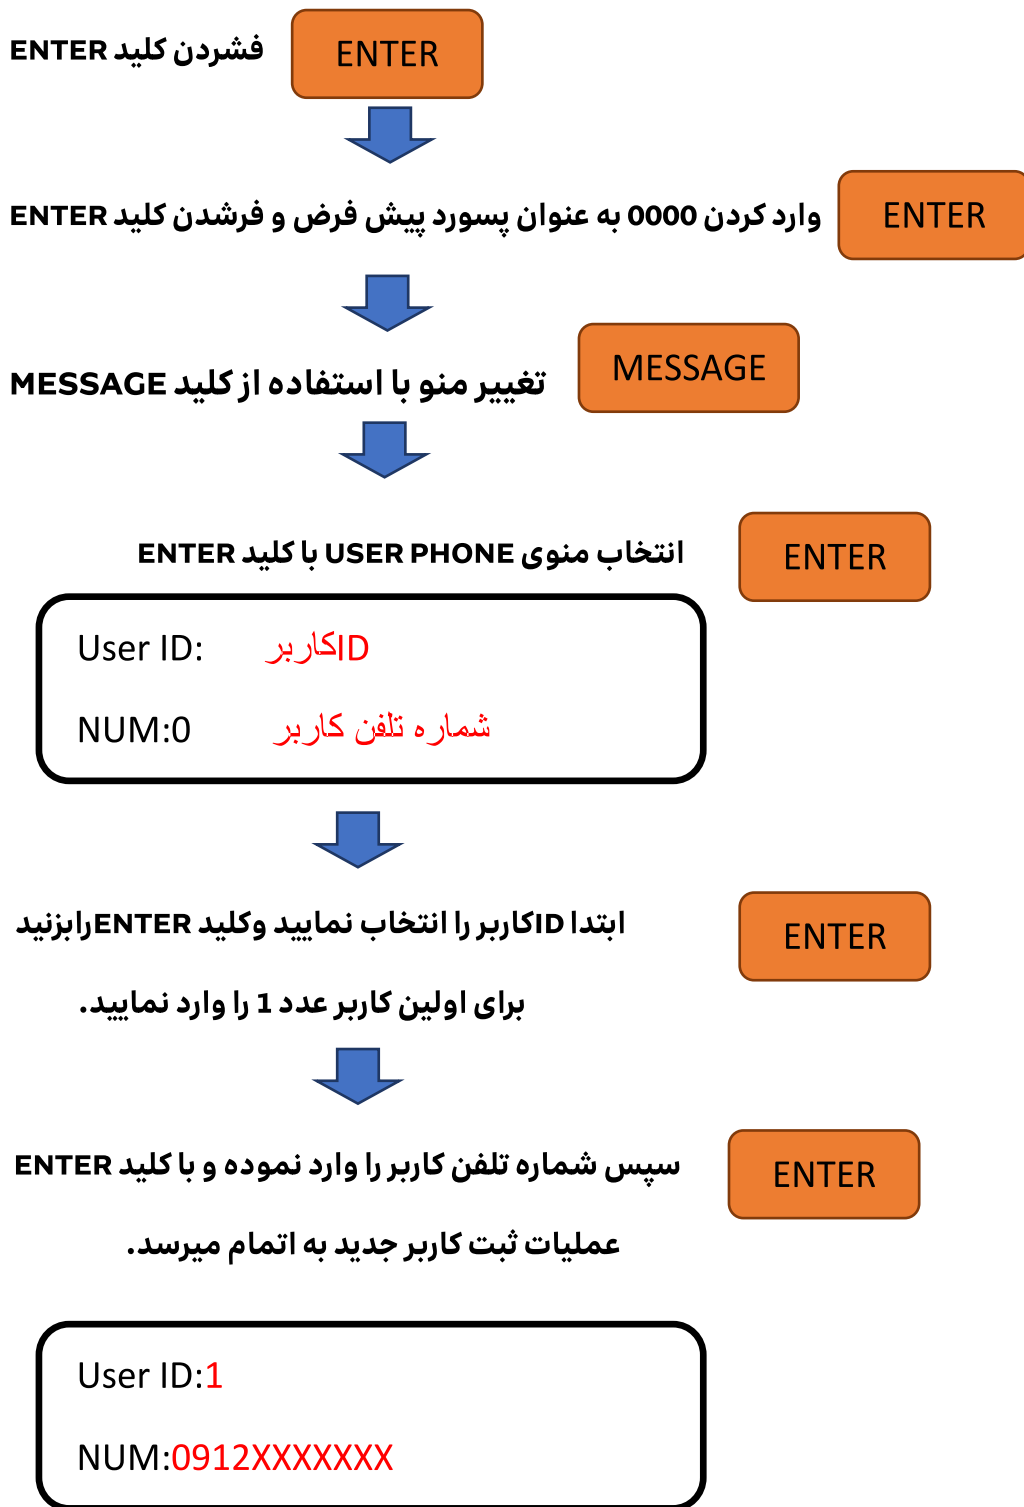 فشردن کلید ENTER
ENTER
وارد کردن 0000 به عنوان پسورد پیش فرض و فرشدن کلید ENTER
ENTER
تغییر منو با استفاده از کلید MESSAGE
MESSAGE
انتخاب منوی USER PHONE با کلید ENTER
ENTER
User ID: IDکاربر
NUM:0 شماره تلفن کاربر
ابتدا IDکاربر را انتخاب نمایید وکلید ENTERرابزنید
ENTER
برای اولین کاربر عدد 1 را وارد نمایید.
سپس شماره تلفن کاربر را وارد نموده و با کلید ENTER
ENTER
عملیات ثبت کاربر جدید به اتمام میرسد.
User ID:1
NUM:0912XXXXXXX